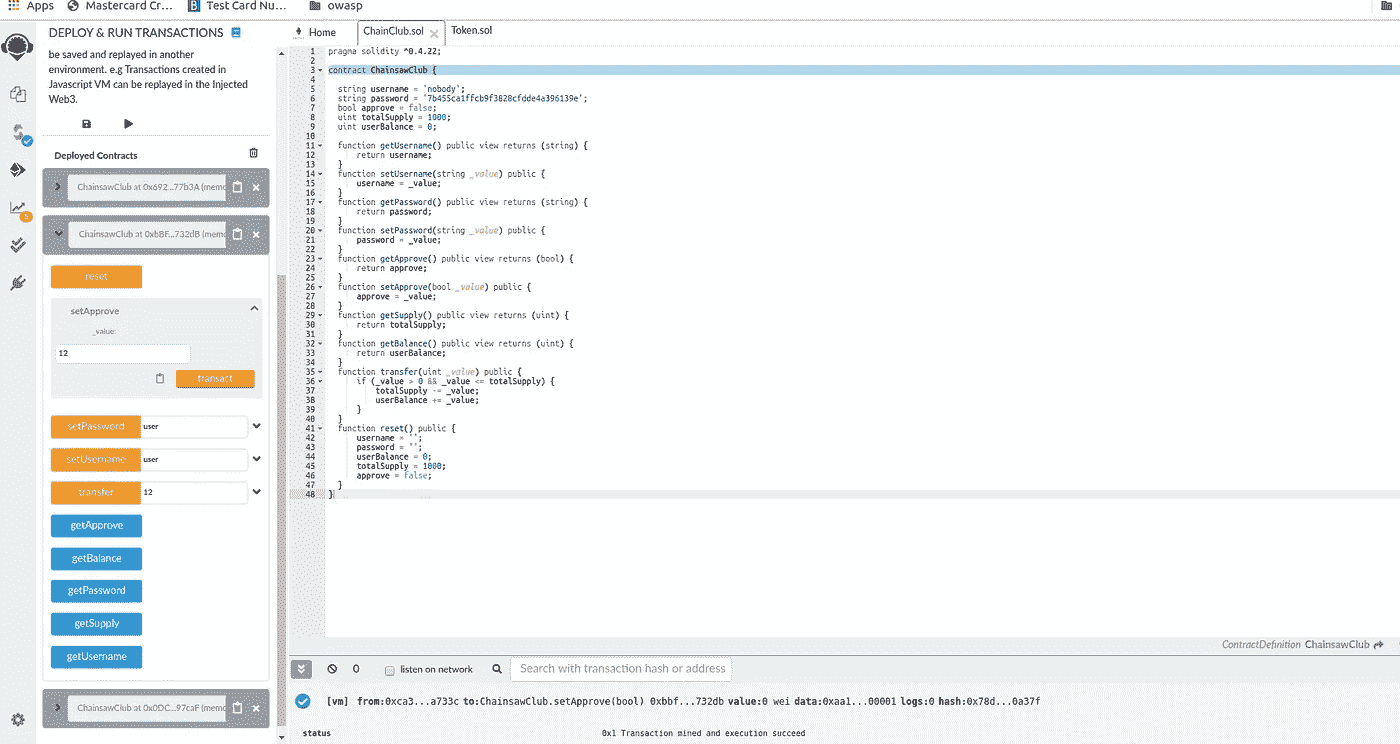 Apps Mastercard Cr... Test Card Nu... owasp
DEPLOY & RUN TRANSACTIONS
be saved and replayed in another
environment. e.g Transactions created in
Javascript VM can be replayed in the Injected
Web3.
Deployed Contracts
ChainsawClub at 0x692...77b3A (memo
ChainsawClub at 0xbBF...732dB (memo
reset
setApprove
_value:
12
transact
setPassword user
setUsername user
transfer 12
getApprove
getBalance
getPassword
getSupply
getUsername
ChainsawClub at 0x0DC...97caF (memo
Home ChainClub.sol Token.sol
1 pragma solidity ^0.4.22;
2
3 contract ChainsawClub {
4
5 string username = 'nobody';
6 string password = '7b455ca1ffcb9f3828cfdde4a396139e';
7 bool approve = false;
8 uint totalSupply = 1000;
9 uint userBalance = 0;
10
11 function getUsername() public view returns (string) {
12 return username;
13 }
14 function setUsername(string _value) public {
15 username = _value;
16 }
17 function getPassword() public view returns (string) {
18 return password;
19 }
20 function setPassword(string _value) public {
21 password = _value;
22 }
23 function getApprove() public view returns (bool) {
24 return approve;
25 }
26 function setApprove(bool _value) public {
27 approve = _value;
28 }
29 function getSupply() public view returns (uint) {
30 return totalSupply;
31 }
32 function getBalance() public view returns (uint) {
33 return userBalance;
34 }
35 function transfer(uint _value) public {
36 if (_value > 0 && _value <= totalSupply) {
37 totalSupply -= _value;
38 userBalance += _value;
39 }
40 }
41 function reset() public {
42 username = '';
43 password = '';
44 userBalance = 0;
45 totalSupply = 1000;
46 approve = false;
47 }
48 }
ContractDefinition ChainsawClub
0 listen on network Search with transaction hash or address
[vm] from:0xca3...a733c to:ChainsawClub.setApprove(bool) 0xbbf...732db value:0 wei data:0xaa1...00001 logs:0 hash:0x78d...0a37f
status 0x1 Transaction mined and execution succeed